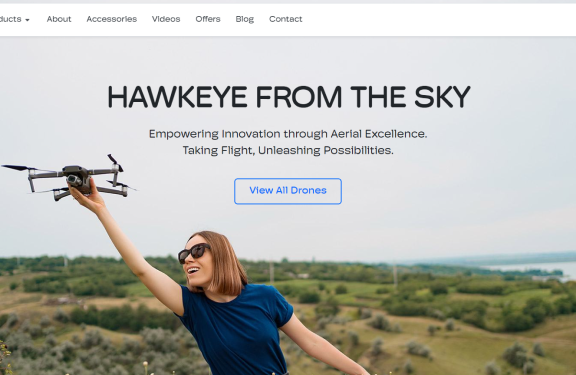 About Accessories Videos Offers Blog Contact
HAWKEYE FROM THE SKY
Empowering Innovation through Aerial Excellence.
Taking Flight, Unleashing Possibilities.
View All Drones